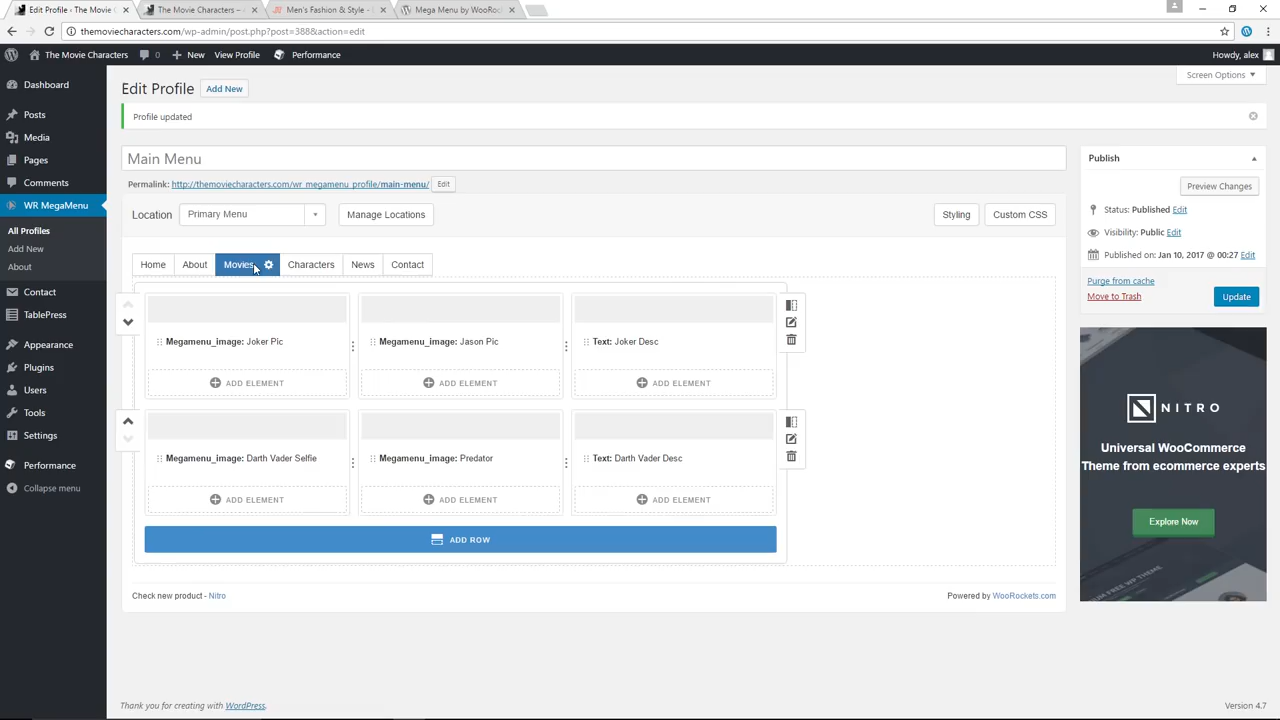 Edit Profile ‹ The Movie C
The Movie Characters –
Men's Fashion & Style -
Mega Menu by WooRock
themoviecharacters.com/wp-admin/post.php?post=388&action=edit
The Movie Characters
0
New
View Profile
Performance
Howdy, alex
Dashboard
Posts
Media
Pages
Comments
WR MegaMenu
All Profiles
Add New
About
Contact
TablePress
Appearance
Plugins
Users
Tools
Settings
Performance
Collapse menu
Screen Options
Edit Profile
Add New
Profile updated
Main Menu
Permalink: http://themoviecharacters.com/wr_megamenu_profile/main-menu/
Edit
Location
Primary Menu
Manage Locations
Styling
Custom CSS
Home
About
Movies
Characters
News
Contact
Megamenu_image: Joker Pic
Megamenu_image: Jason Pic
Text: Joker Desc
ADD ELEMENT
ADD ELEMENT
ADD ELEMENT
Megamenu_image: Darth Vader Selfie
Megamenu_image: Predator
Text: Darth Vader Desc
ADD ELEMENT
ADD ELEMENT
ADD ELEMENT
ADD ROW
Check new product - Nitro
Powered by WooRockets.com
Publish
Preview Changes
Status: Published Edit
Visibility: Public Edit
Published on: Jan 10, 2017 @ 00:27 Edit
Purge from cache
Move to Trash
Update
NITRO
Universal WooCommerce
Theme from ecommerce experts
Explore Now
Thank you for creating with WordPress.
Version 4.7